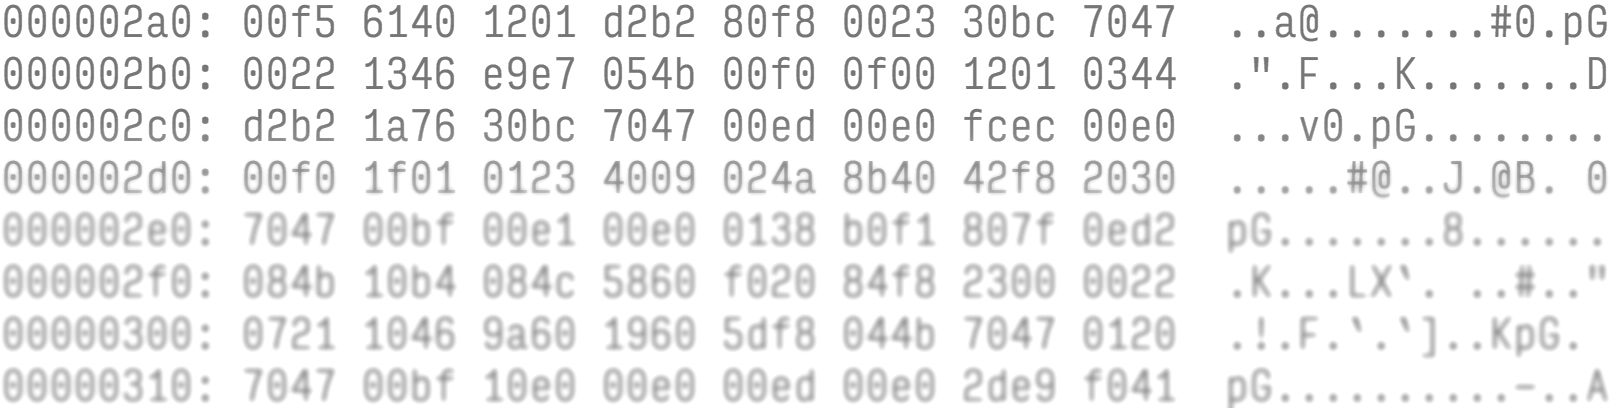 000002a0: 00f5 6140 1201 d2b2 80f8 0023 30bc 7047  ..a@.......#0.pG
000002b0: 0022 1346 e9e7 054b 00f0 0f00 1201 0344  .".F...K.......D
000002c0: d2b2 1a76 30bc 7047 00ed 00e0 fcec 00e0  ...v0.pG........
000002d0: 00f0 1f01 0123 4009 024a 8b40 42f8 2030  .....#@..J.@B. 0
000002e0: 7047 00bf 00e1 00e0 0138 b0f1 807f 0ed2  pG.......8......
000002f0: 084b 10b4 084c 5860 f020 84f8 2300 0022  .K...LX`. ..#.."
00000300: 0721 1046 9a60 1960 5df8 044b 7047 0120  .!.F.`.`]..KpG.
00000310: 7047 00bf 10e0 00e0 00ed 00e0 2de9 f041  pG..........-..A